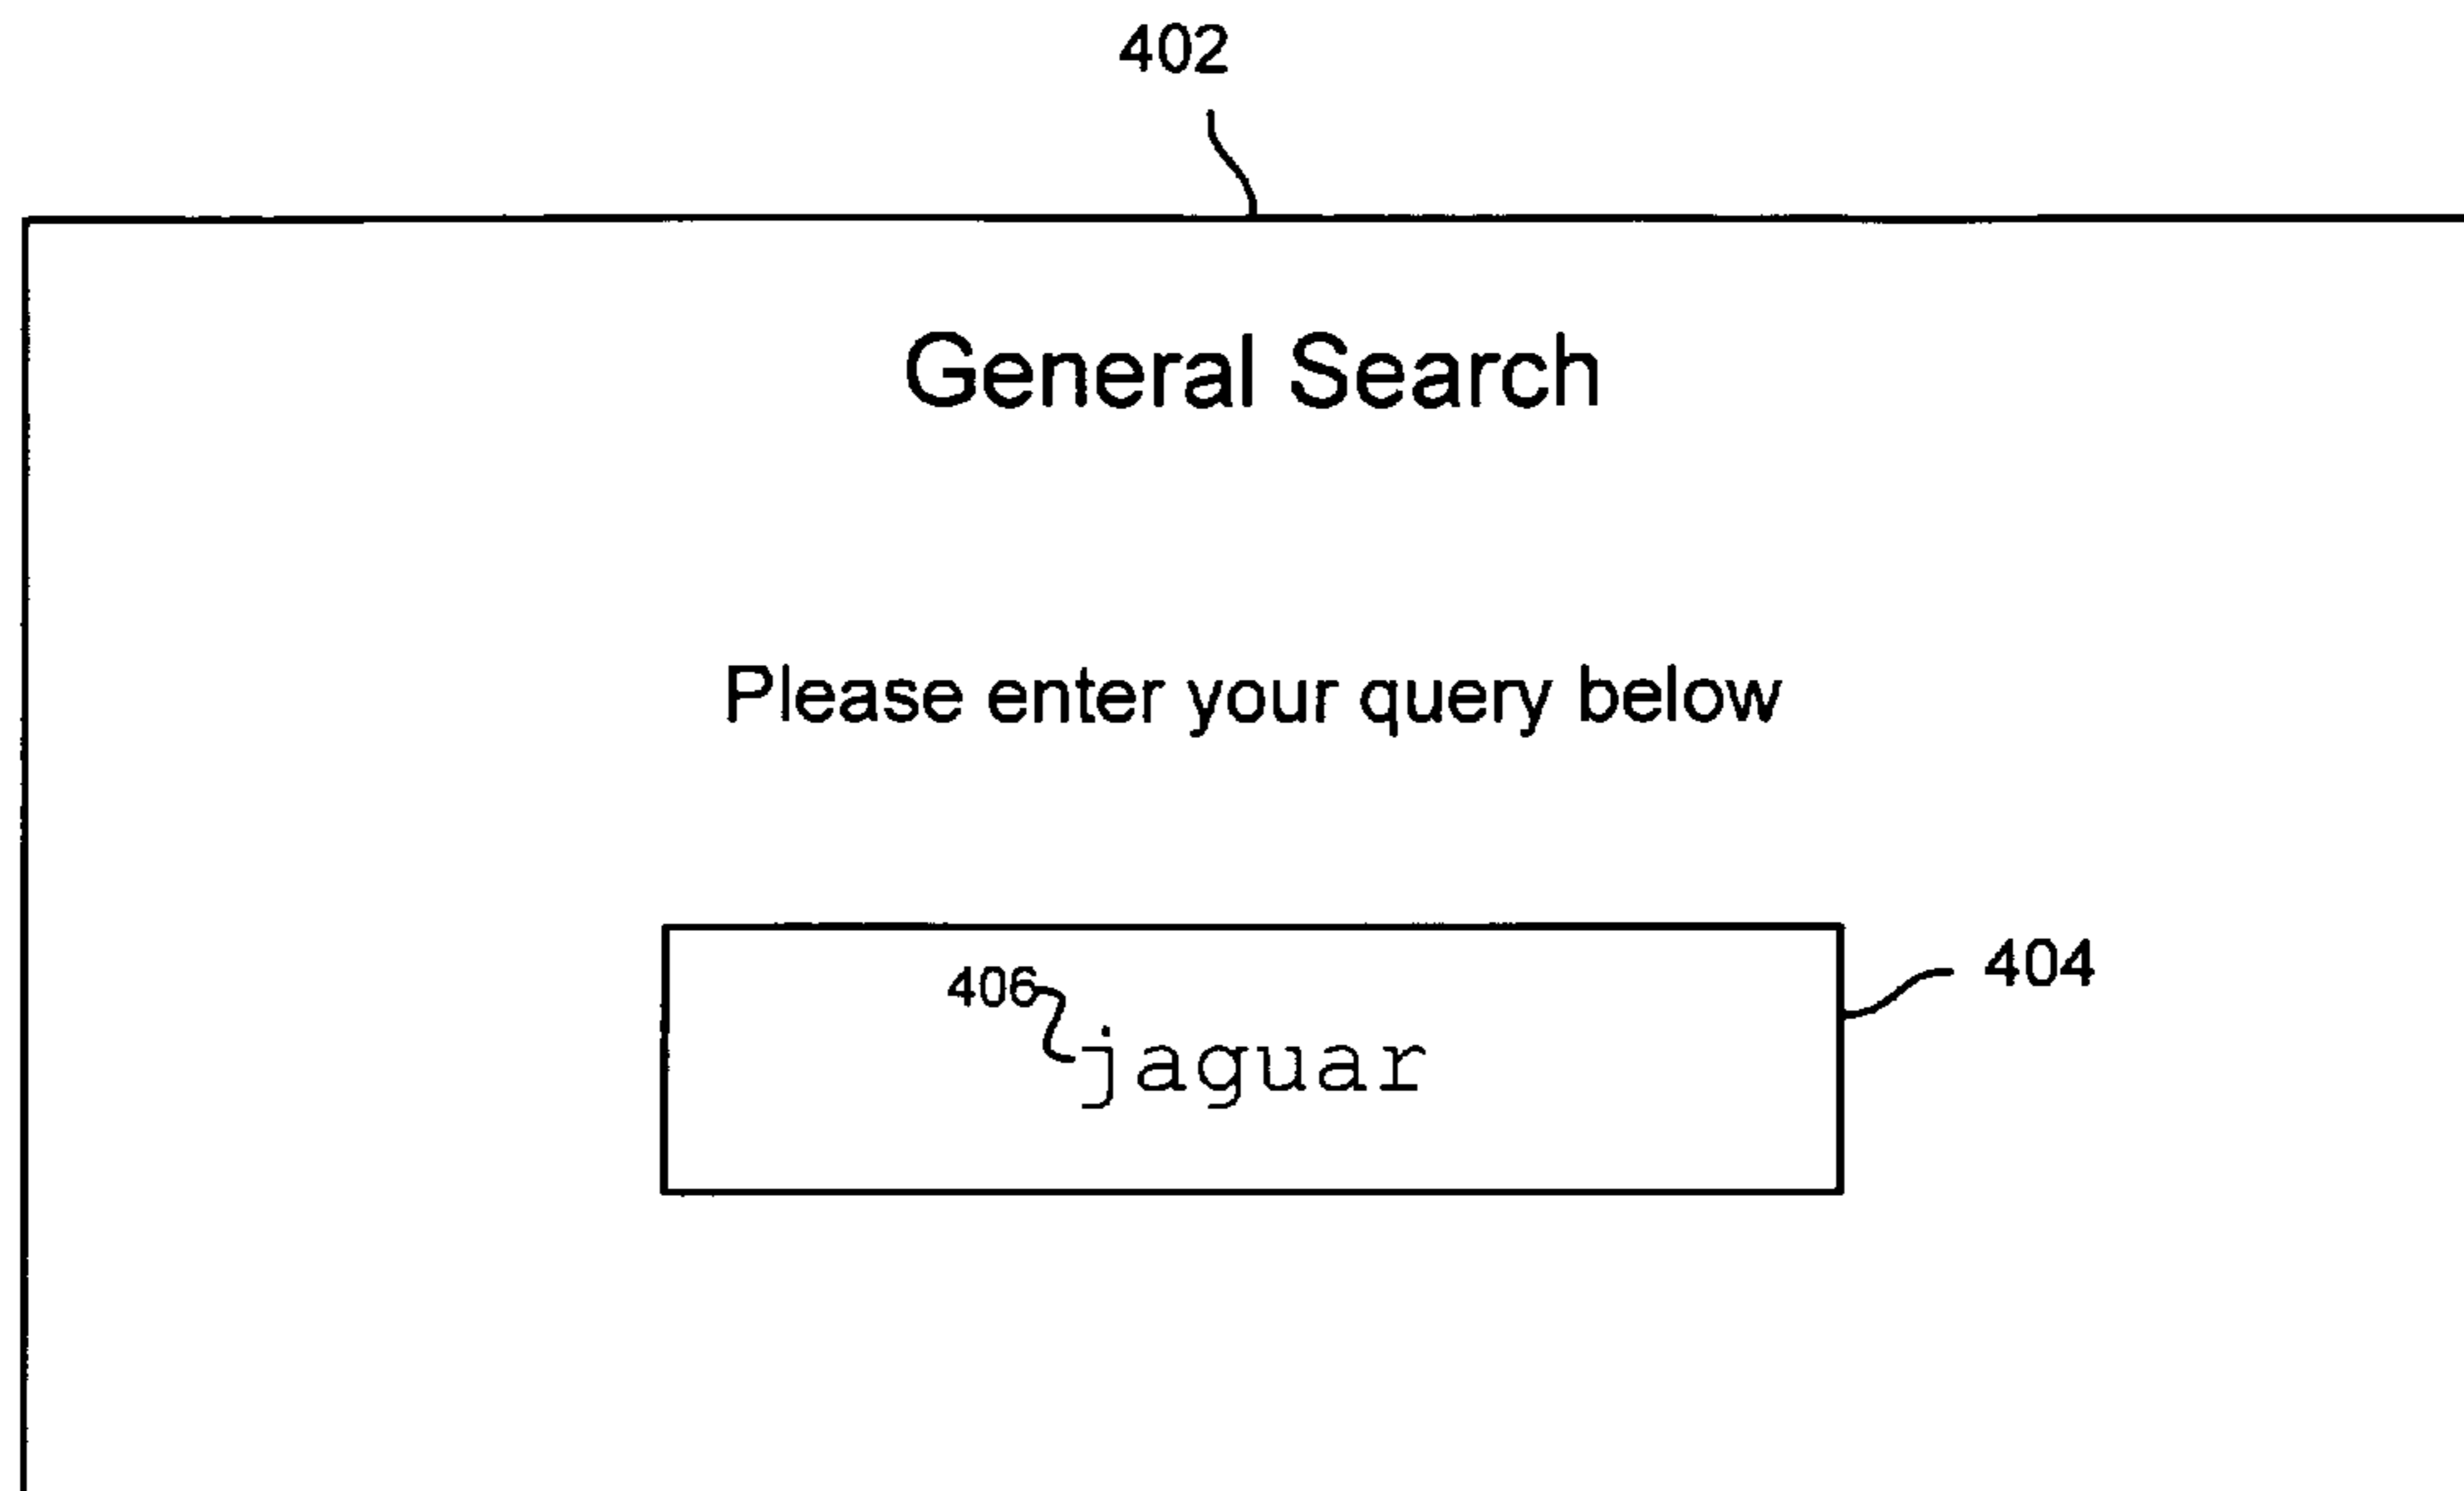 402
General Search
Please enter your query below
404
406
jaguar